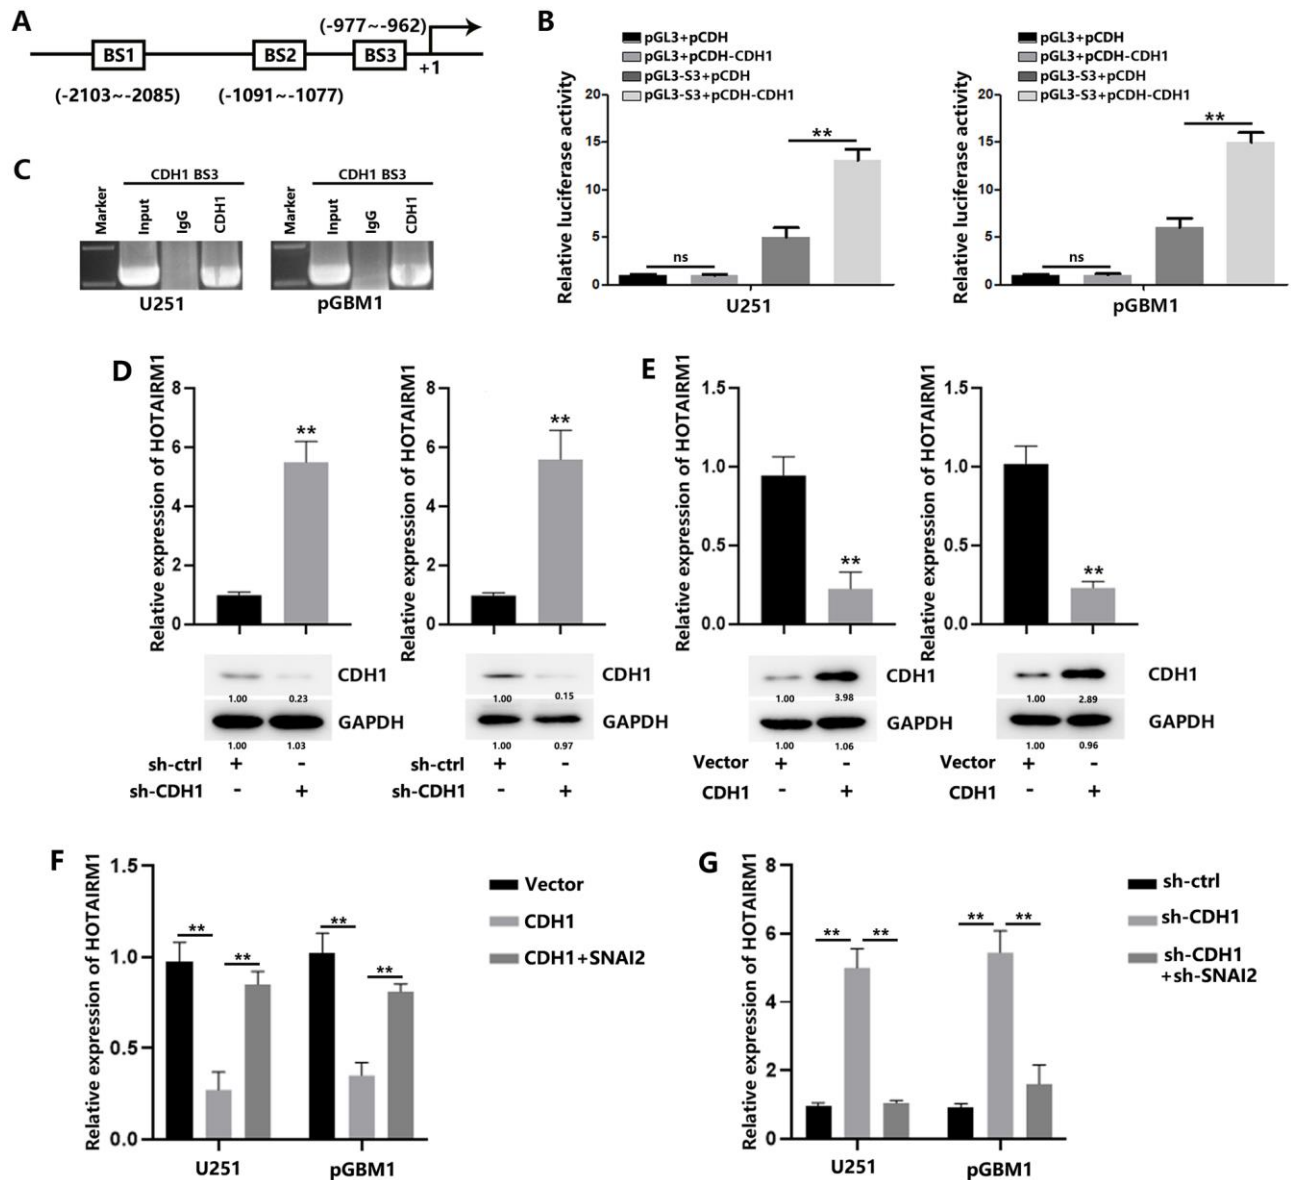 A
(-977~-962)
BS1
BS2
BS3
+1
(-2103~-2085)
(-1091~-1077)
B
pGL3+pCDH
pGL3+pCDH-CDH1
pGL3-S3+pCDH
pGL3-S3+pCDH-CDH1
Relative luciferase activity
20
15
10
5
0
ns
**
U251
pGL3+pCDH
pGL3+pCDH-CDH1
pGL3-S3+pCDH
pGL3-S3+pCDH-CDH1
Relative luciferase activity
20
15
10
5
0
ns
**
pGBM1
C
CDH1 BS3
Marker
Input
IgG
CDH1
U251
CDH1 BS3
Marker
Input
IgG
CDH1
pGBM1
D
Relative expression of HOTAIRM1
8
6
4
2
0
**
CDH1
1.00 0.23
GAPDH
1.00 1.03
sh-ctrl + -
sh-CDH1 - +
Relative expression of HOTAIRM1
8
6
4
2
0
**
CDH1
1.00 0.15
GAPDH
1.00 0.97
sh-ctrl + -
sh-CDH1 - +
E
Relative expression of HOTAIRM1
1.5
1.0
0.5
0.0
**
CDH1
1.00 3.98
GAPDH
1.00 1.06
Vector + -
CDH1 - +
Relative expression of HOTAIRM1
1.5
1.0
0.5
0.0
**
CDH1
1.00 2.89
GAPDH
1.00 0.96
Vector + -
CDH1 - +
F
Relative expression of HOTAIRM1
1.5
1.0
0.5
0.0
** **
** **
U251
pGBM1
Vector
CDH1
CDH1+SNAI2
G
Relative expression of HOTAIRM1
8
6
4
2
0
** **
** **
U251
pGBM1
sh-ctrl
sh-CDH1
sh-CDH1
+sh-SNAI2